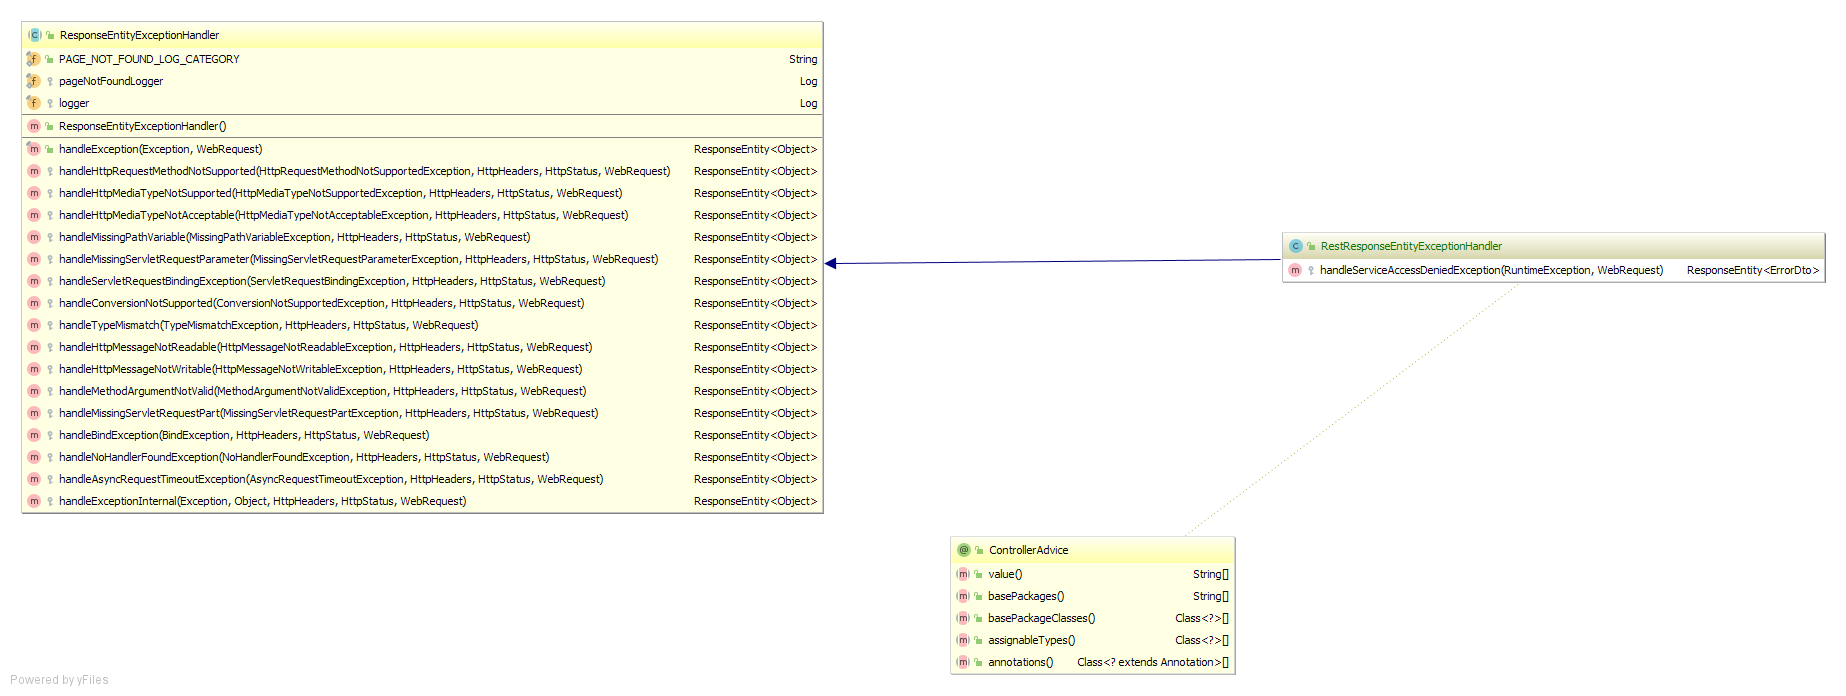 ResponseEntityExceptionHandler
PAGE_NOT_FOUND_LOG_CATEGORY String
pageNotFoundLogger Log
logger Log
ResponseEntityExceptionHandler()
handleException(Exception, WebRequest) ResponseEntity<Object>
handleHttpRequestMethodNotSupported(HttpRequestMethodNotSupportedException, HttpHeaders, HttpStatus, WebRequest) ResponseEntity<Object>
handleHttpMediaTypeNotSupported(HttpMediaTypeNotSupportedException, HttpHeaders, HttpStatus, WebRequest) ResponseEntity<Object>
handleHttpMediaTypeNotAcceptable(HttpMediaTypeNotAcceptableException, HttpHeaders, HttpStatus, WebRequest) ResponseEntity<Object>
handleMissingPathVariable(MissingPathVariableException, HttpHeaders, HttpStatus, WebRequest) ResponseEntity<Object>
handleMissingServletRequestParameter(MissingServletRequestParameterException, HttpHeaders, HttpStatus, WebRequest) ResponseEntity<Object>
handleServletRequestBindingException(ServletRequestBindingException, HttpHeaders, HttpStatus, WebRequest) ResponseEntity<Object>
handleConversionNotSupported(ConversionNotSupportedException, HttpHeaders, HttpStatus, WebRequest) ResponseEntity<Object>
handleTypeMismatch(TypeMismatchException, HttpHeaders, HttpStatus, WebRequest) ResponseEntity<Object>
handleHttpMessageNotReadable(HttpMessageNotReadableException, HttpHeaders, HttpStatus, WebRequest) ResponseEntity<Object>
handleHttpMessageNotWritable(HttpMessageNotWritableException, HttpHeaders, HttpStatus, WebRequest) ResponseEntity<Object>
handleMethodArgumentNotValid(MethodArgumentNotValidException, HttpHeaders, HttpStatus, WebRequest) ResponseEntity<Object>
handleMissingServletRequestPart(MissingServletRequestPartException, HttpHeaders, HttpStatus, WebRequest) ResponseEntity<Object>
handleBindException(BindException, HttpHeaders, HttpStatus, WebRequest) ResponseEntity<Object>
handleNoHandlerFoundException(NoHandlerFoundException, HttpHeaders, HttpStatus, WebRequest) ResponseEntity<Object>
handleAsyncRequestTimeoutException(AsyncRequestTimeoutException, HttpHeaders, HttpStatus, WebRequest) ResponseEntity<Object>
handleExceptionInternal(Exception, Object, HttpHeaders, HttpStatus, WebRequest) ResponseEntity<Object>
RestResponseEntityExceptionHandler
handleServiceAccessDeniedException(RuntimeException, WebRequest) ResponseEntity<ErrorDto>
ControllerAdvice
value() String[]
basePackages() String[]
basePackageClasses() Class<?>[]
assignableTypes() Class<?>[]
annotations() Class<? extends Annotation>[]
Powered by yFiles